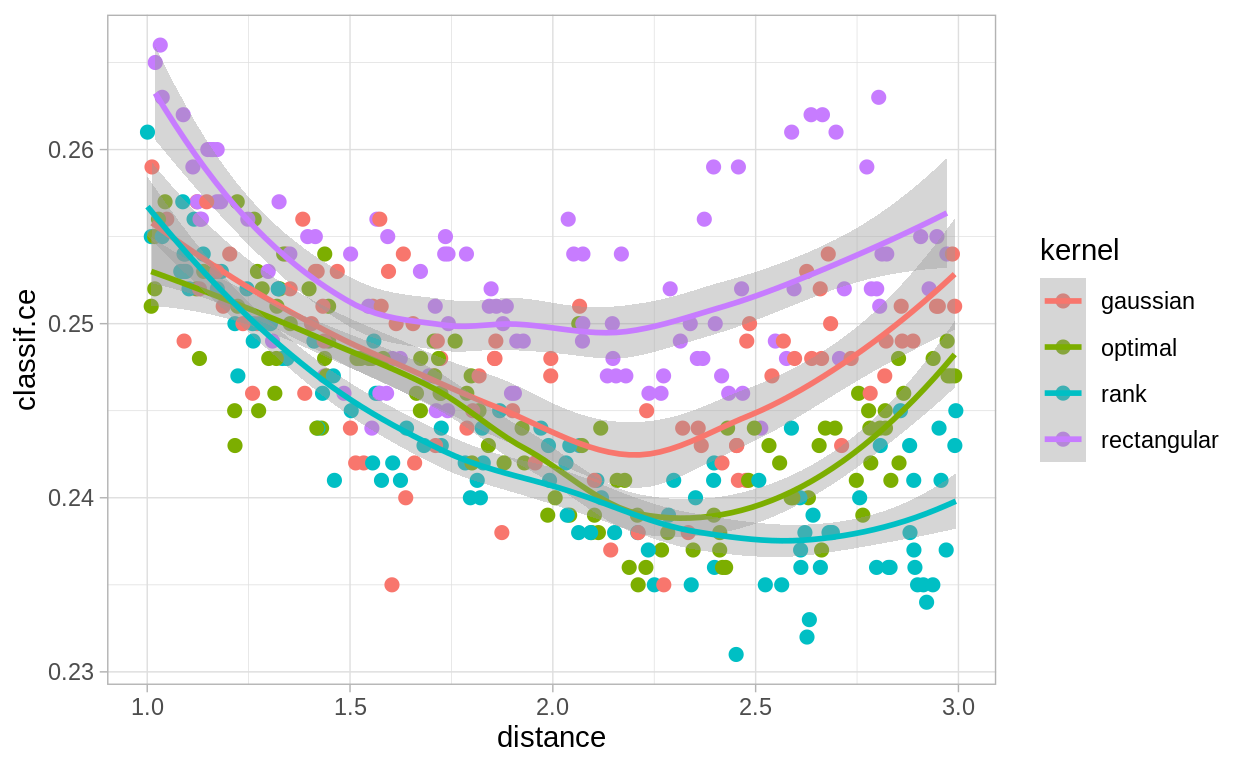 classif.ce
0.26
0.25
0.24
0.23
1.0 1.5 2.0 2.5 3.0
distance
kernel
gaussian
optimal
rank
rectangular